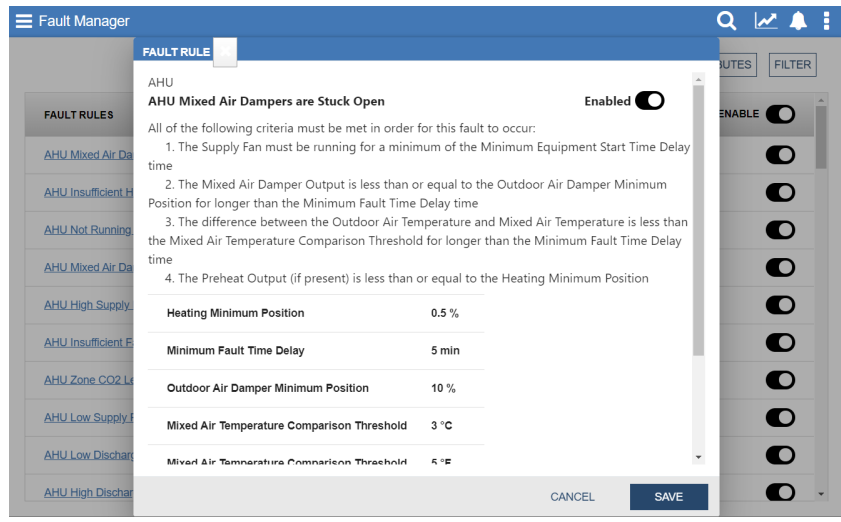 Fault Manager
FAULT RULE
FILTER
AHU
AHU Mixed Air Dampers are Stuck Open
Enabled
All of the following criteria must be met in order for this fault to occur:
1. The Supply Fan must be running for a minimum of the Minimum Equipment Start Time Delay
time
2. The Mixed Air Damper Output is less than or equal to the Outdoor Air Damper Minimum
Position for longer than the Minimum Fault Time Delay time
3. The difference between the Outdoor Air Temperature and Mixed Air Temperature is less than
the Mixed Air Temperature Comparison Threshold for longer than the Minimum Fault Time Delay
time
4. The Preheat Output (if present) is less than or equal to the Heating Minimum Position
Heating Minimum Position 0.5 %
Minimum Fault Time Delay 5 min
Outdoor Air Damper Minimum Position 10 %
Mixed Air Temperature Comparison Threshold 3 °C
Mixed Air Temperature Comparison Threshold 5 °F
CANCEL
SAVE
FAULT RULES
ENABLE
AHU Mixed Air Da
AHU Insufficient H
AHU Not Running
AHU Mixed Air Da
AHU High Supply
AHU Insufficient F
AHU Zone CO2 Le
AHU Low Supply F
AHU Low Discharg
AHU High Dischar